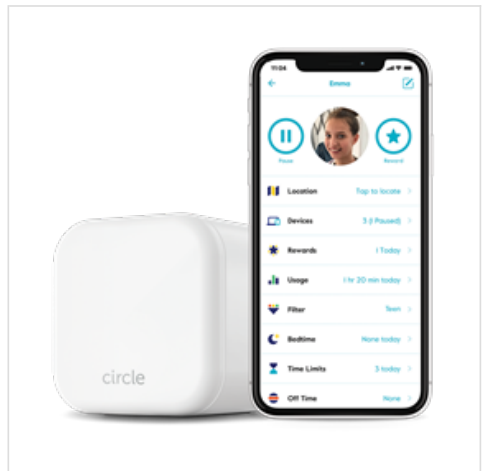 11:04
Emma
Pause
Reward
Location Tap to locate
Devices 3 (1 Paused)
Rewards 1 Today
Usage 1 hr 20 min today
Filter Teen
Bedtime None today
Time Limits 3 today
Off Time None
circle